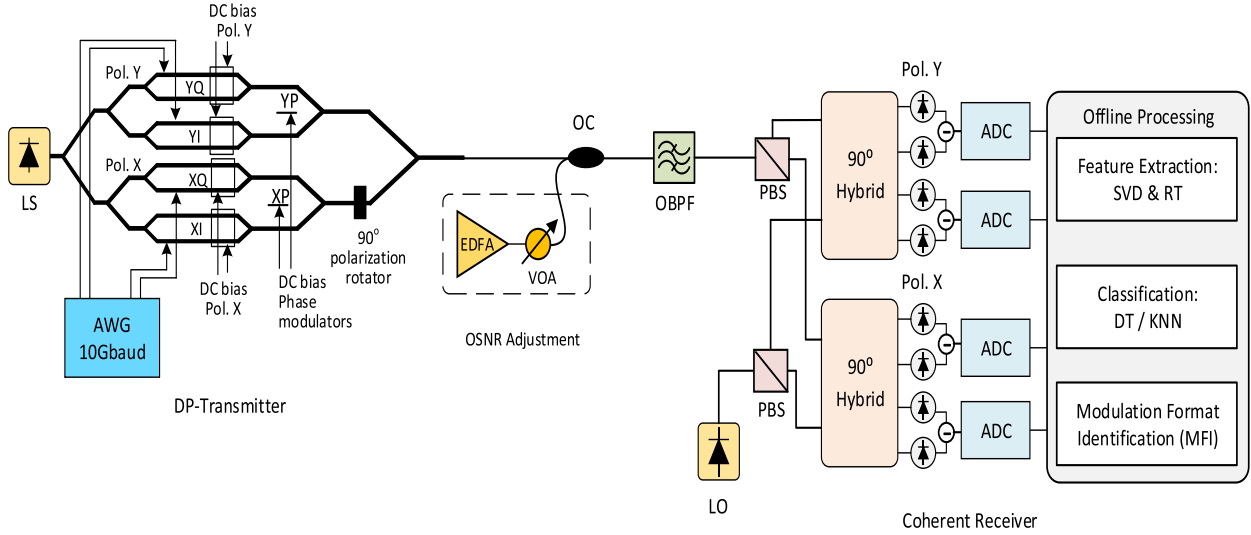 DC bias
Pol. Y
Pol. Y
YQ
YP
YI
LS
Pol. X
XQ
XP
XI
90⁰
polarization
rotator
DC bias
Pol. X
DC bias
Phase
modulators
AWG
10Gbaud
DP-Transmitter
OC
EDFA
VOA
OSNR Adjustment
OBPF
PBS
PBS
LO
Pol. Y
90⁰
Hybrid
ADC
ADC
Pol. X
90⁰
Hybrid
ADC
ADC
Coherent Receiver
Offline Processing
Feature Extraction:
SVD & RT
Classification:
DT / KNN
Modulation Format
Identification (MFI)